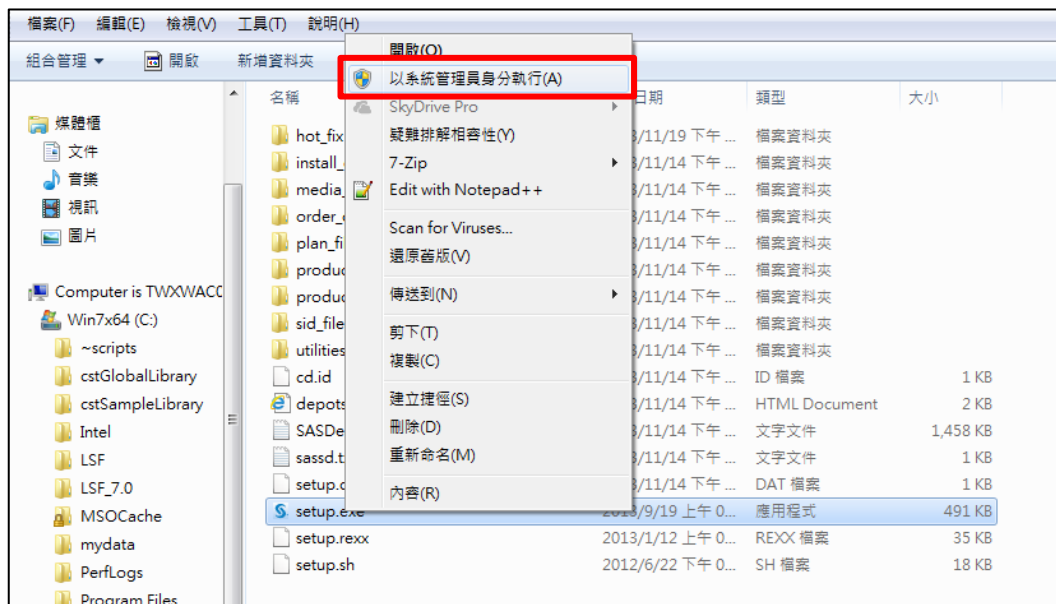 檔案(F) 編輯(E) 檢視(V) 工具(T) 說明(H)
組合管理 開啟 新增資料夾
名稱 日期 類型 大小
媒體櫃
文件
音樂
視訊
圖片
Computer is TWXWAC0
Win7x64 (C:)
~scripts
cstGlobalLibrary
cstSampleLibrary
Intel
LSF
LSF_7.0
MSOCache
mydata
PerfLogs
Program Files
開啟(O)
以系統管理員身分執行(A)
SkyDrive Pro
疑難排解相容性(Y)
7-Zip
Edit with Notepad++
Scan for Viruses...
還原舊版(V)
傳送到(N)
剪下(T)
複製(C)
建立捷徑(S)
刪除(D)
重新命名(M)
內容(R)
hot_fix 3/11/19 下午 ... 檔案資料夾
install_ 3/11/14 下午 ... 檔案資料夾
media_ 3/11/14 下午 ... 檔案資料夾
order_ 3/11/14 下午 ... 檔案資料夾
plan_fi 3/11/14 下午 ... 檔案資料夾
produc 3/11/14 下午 ... 檔案資料夾
produc 3/11/14 下午 ... 檔案資料夾
sid_file 3/11/14 下午 ... 檔案資料夾
utilities 3/11/14 下午 ... 檔案資料夾
cd.id 3/11/14 下午 ... ID 檔案 1 KB
depots 3/11/14 下午 ... HTML Document 2 KB
SASDe 3/11/14 下午 ... 文字文件 1,458 KB
sassd.t 3/11/14 下午 ... 文字文件 1 KB
setup.d 3/11/14 下午 ... DAT 檔案 1 KB
setup.exe 2013/9/19 上午 0... 應用程式 491 KB
setup.rexx 2013/1/12 上午 0... REXX 檔案 35 KB
setup.sh 2012/6/22 下午 0... SH 檔案 18 KB